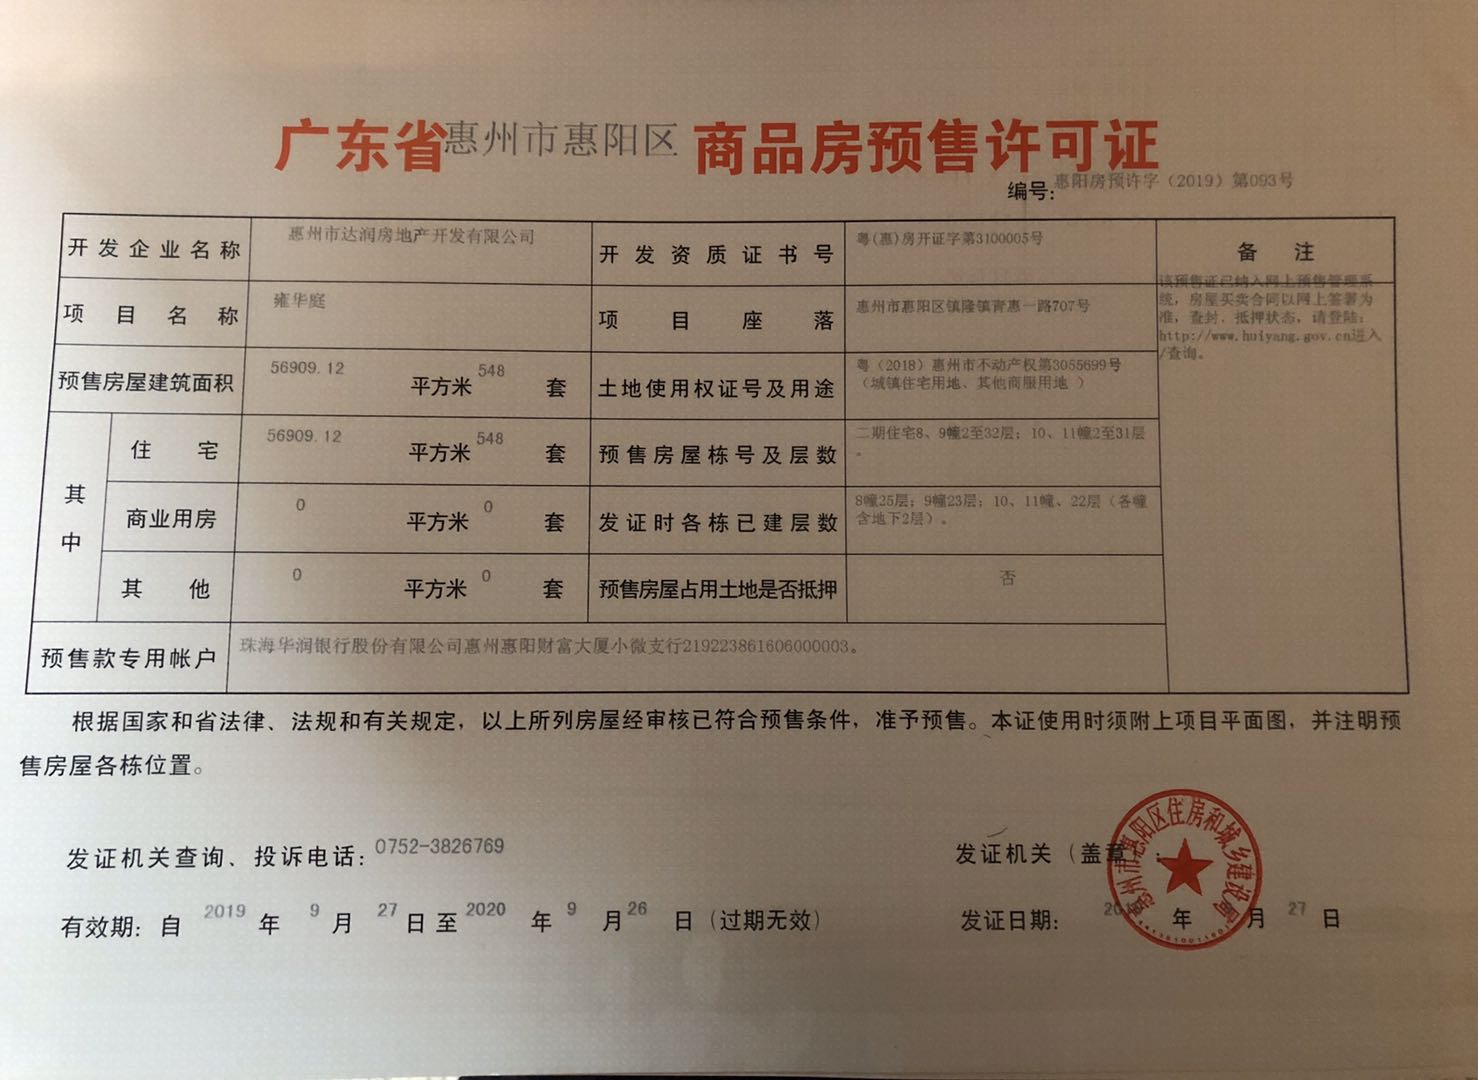 广东省惠州市惠阳区 商品房预售许可证
编号:惠阳房预许字(2019)第093号
开发企业名称 惠州市达润房地产开发有限公司 开发资质证书号 粤(惠)房开证字第3100005号 备注
项目名称 雍华庭 项目座落 惠州市惠阳区镇隆镇青惠一路707号
该预售证已纳入网上预售管理系
统,房屋买卖合同以网上签署为
准,查封、抵押状态,请登陆:
http://www.huiyang.gov.cn进入
/查询。
预售房屋建筑面积 56909.12 平方米 548 套 土地使用权证号及用途 粤(2018)惠州市不动产权第3055699号
(城镇住宅用地、其他商服用地 )
其中 住宅 56909.12 平方米 548 套 预售房屋栋号及层数 二期住宅8、9幢2至32层;10、11幢2至31层
。
商业用房 0 平方米 0 套 发证时各栋已建层数 8幢25层;9幢23层;10、11幢、22层(各幢
含地下2层)。
其他 0 平方米 0 套 预售房屋占用土地是否抵押 否
预售款专用帐户 珠海华润银行股份有限公司惠州惠阳财富大厦小微支行219223861606000003。
根据国家和省法律、法规和有关规定,以上所列房屋经审核已符合预售条件,准予预售。本证使用时须附上项目平面图,并注明预
售房屋各栋位置。
发证机关查询、投诉电话:0752-3826769 发证机关(盖章):
惠州市惠阳区住房和城乡建设局
有效期:自 2019 年 9 月 27 日至 2020 年 9 月 26 日(过期无效) 发证日期: 年 月 27 日